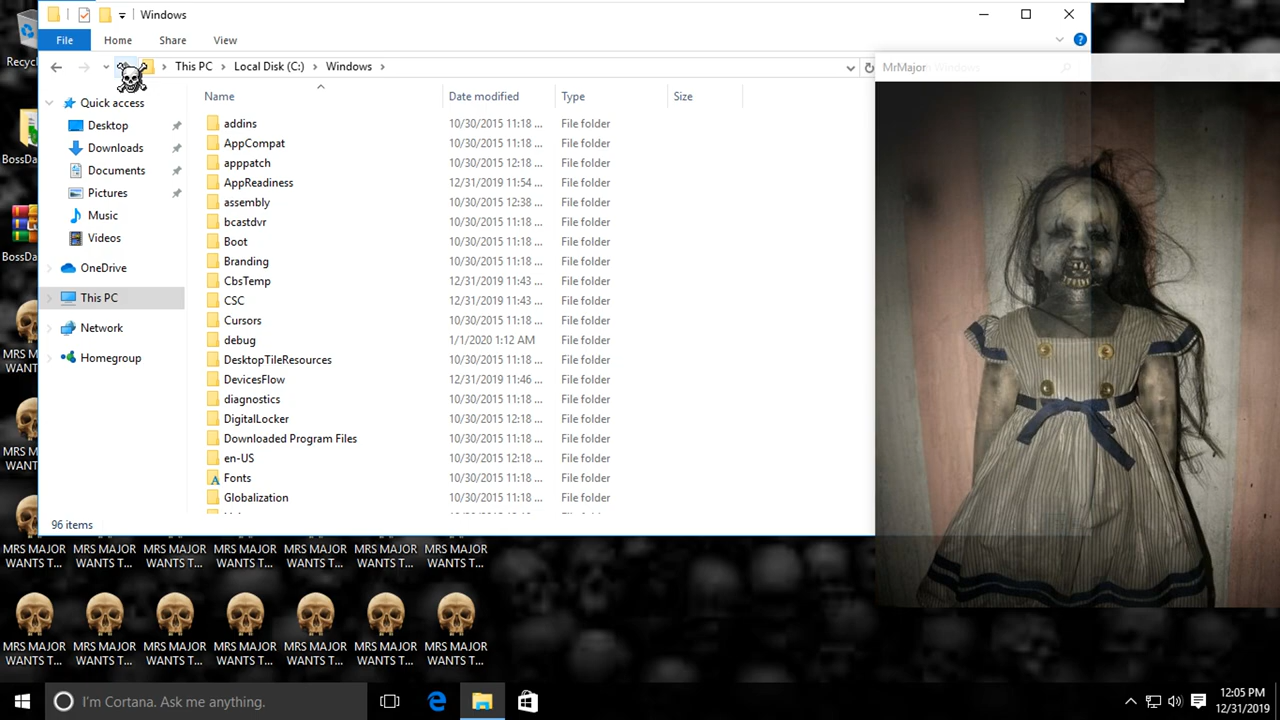 Windows
File Home Share View
This PC Local Disk (C:) Windows
MrMajor
Quick access
Desktop
Downloads
Documents
Pictures
Music
Videos
OneDrive
This PC
Network
Homegroup
Name Date modified Type Size
addins 10/30/2015 11:18 ... File folder
AppCompat 10/30/2015 11:18 ... File folder
apppatch 10/30/2015 12:18 ... File folder
AppReadiness 12/31/2019 11:54 ... File folder
assembly 10/30/2015 12:38 ... File folder
bcastdvr 10/30/2015 11:18 ... File folder
Boot 10/30/2015 11:18 ... File folder
Branding 10/30/2015 11:18 ... File folder
CbsTemp 12/31/2019 11:43 ... File folder
CSC 12/31/2019 11:43 ... File folder
Cursors 10/30/2015 11:18 ... File folder
debug 1/1/2020 1:12 AM File folder
DesktopTileResources 10/30/2015 11:18 ... File folder
DevicesFlow 12/31/2019 11:46 ... File folder
diagnostics 10/30/2015 11:18 ... File folder
DigitalLocker 10/30/2015 12:18 ... File folder
Downloaded Program Files 10/30/2015 11:18 ... File folder
en-US 10/30/2015 12:18 ... File folder
Fonts 10/30/2015 11:18 ... File folder
Globalization 10/30/2015 11:18 ... File folder
96 items
Recycl
BossDa
BossDa
MRS
WANT
MRS M
WANT
MRS MAJOR MRS MAJOR MRS MAJOR MRS MAJOR MRS MAJOR MRS MAJOR MRS MAJOR
WANTS T... WANTS T... WANTS T... WANTS T... WANTS T... WANTS T... WANTS T...
MRS MAJOR MRS MAJOR MRS MAJOR MRS MAJOR MRS MAJOR MRS MAJOR MRS MAJOR
WANTS T... WANTS T... WANTS T... WANTS T... WANTS T... WANTS T... WANTS T...
I'm Cortana. Ask me anything.
12:05 PM
12/31/2019